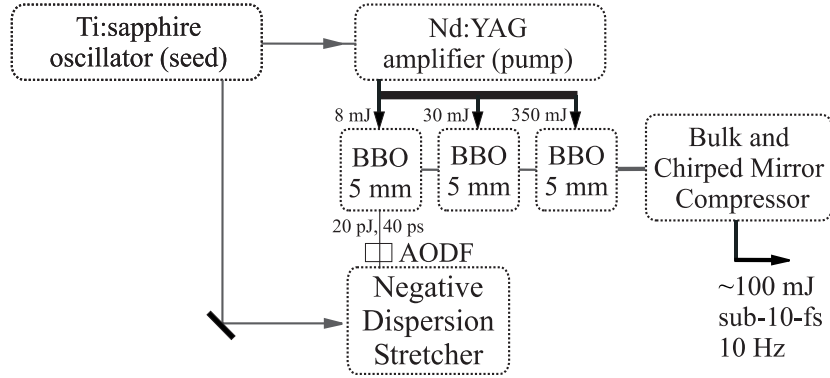 Ti:sapphire
oscillator (seed)
Nd:YAG
amplifier (pump)
8 mJ
30 mJ
350 mJ
BBO
5 mm
BBO
5 mm
BBO
5 mm
Bulk and
Chirped Mirror
Compressor
20 pJ, 40 ps
AODF
Negative
Dispersion
Stretcher
~100 mJ
sub-10-fs
10 Hz